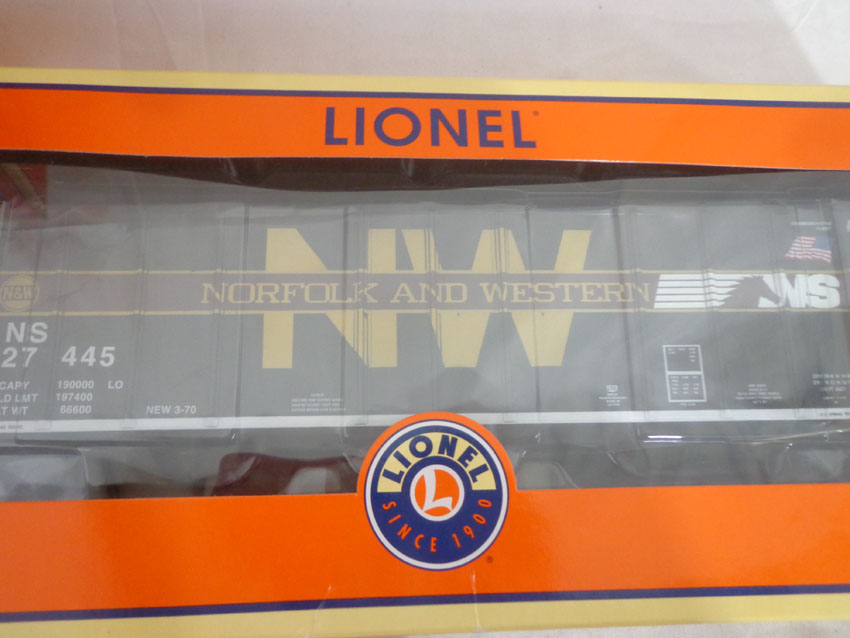 LIONEL
NW
NORFOLK AND WESTERN
NS
N&W
NS
27 445
CAPY 190000 LO
LD LMT 197400
LT WT 66600
NEW 3-70
LIONEL
L
SINCE 1900